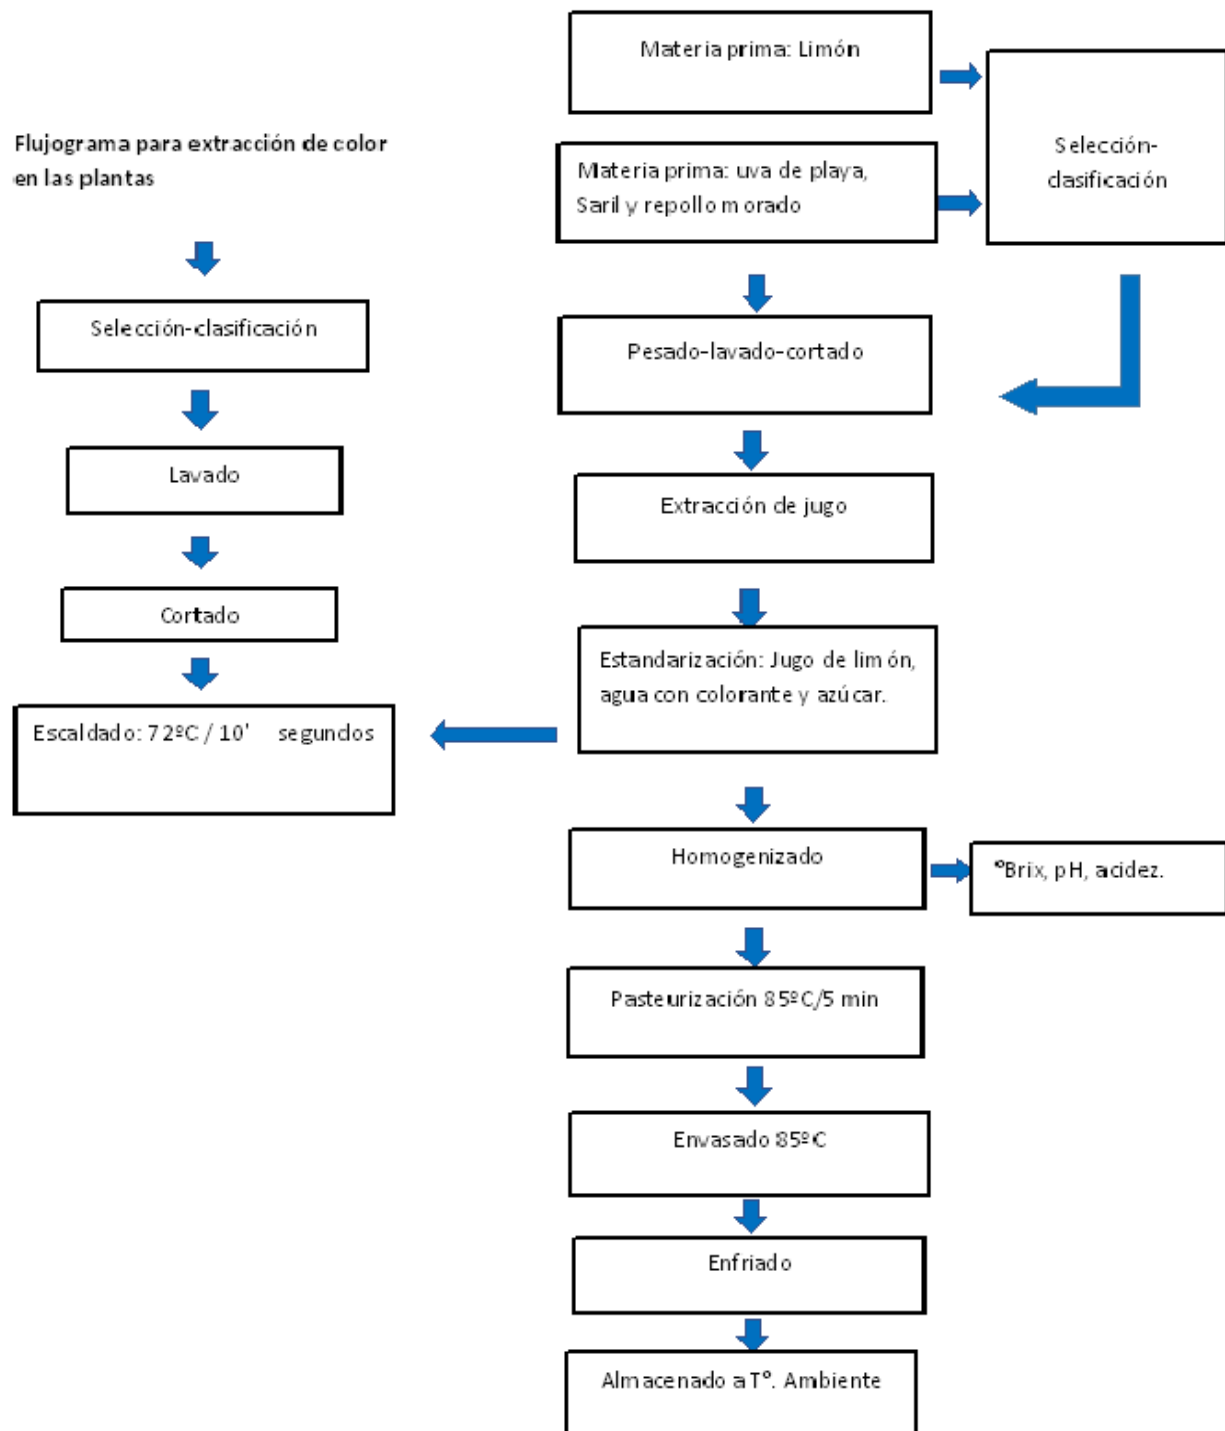 Materia prima: Limón
Flujograma para extracción de color
en las plantas
Materia prima: uva de playa,
Saril y repollo morado
Selección-
clasificación
Selección-clasificación
Pesado-lavado-cortado
Lavado
Extracción de jugo
Cortado
Estandarización: Jugo de limón,
agua con colorante y azúcar.
Escaldado: 72ºC / 10' segundos
Homogenizado
°Brix, pH, acidez.
Pasteurización 85ºC/5 min
Envasado 85ºC
Enfriado
Almacenado a T°. Ambiente